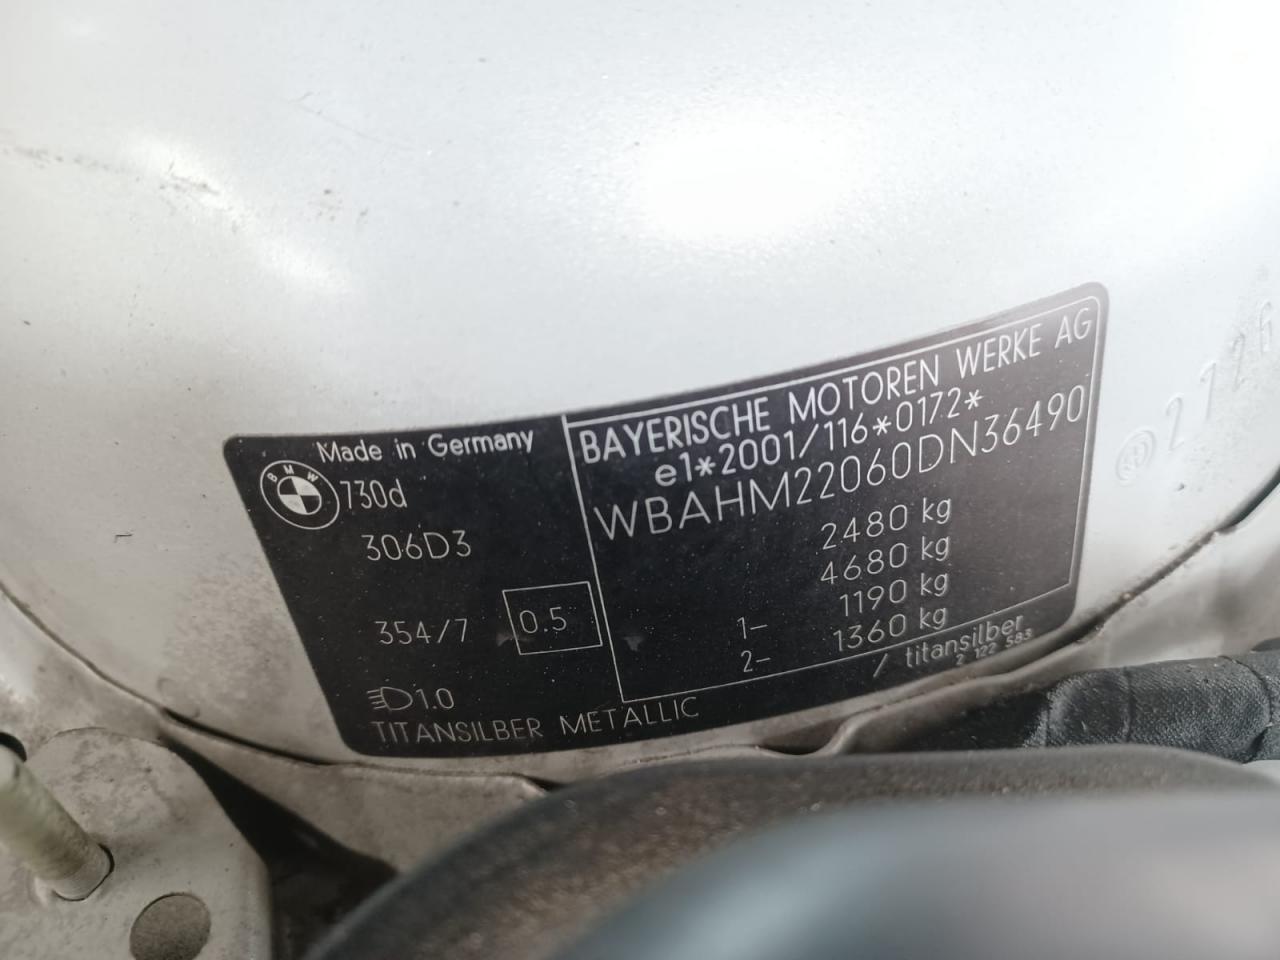 Made in Germany
BMW
730d
306D3
354/7
0.5
1.0
TITANSILBER METALLIC
BAYERISCHE MOTOREN WERKE AG
e1*2001/116*0172*
WBAHM22060DN36490
2480 kg
4680 kg
1- 1190 kg
2- 1360 kg
/ titansilber
2 122 583